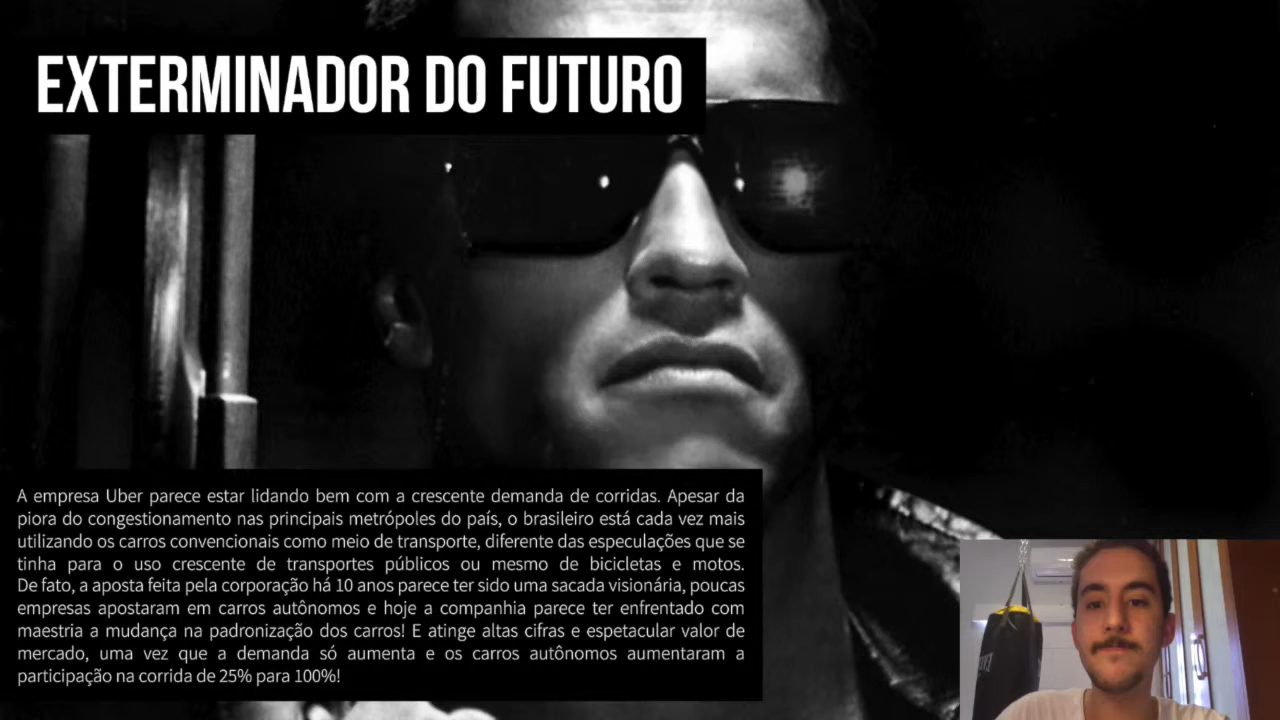 EXTERMINADOR DO FUTURO
A empresa Uber parece estar lidando bem com a crescente demanda de corridas. Apesar da
piora do congestionamento nas principais metrópoles do país, o brasileiro está cada vez mais
utilizando os carros convencionais como meio de transporte, diferente das especulações que se
tinha para o uso crescente de transportes públicos ou mesmo de bicicletas e motos.
De fato, a aposta feita pela corporação há 10 anos parece ter sido uma sacada visionária, poucas
empresas apostaram em carros autônomos e hoje a companhia parece ter enfrentado com
maestria a mudança na padronização dos carros! E atinge altas cifras e espetacular valor de
mercado, uma vez que a demanda só aumenta e os carros autônomos aumentaram a
participação na corrida de 25% para 100%!